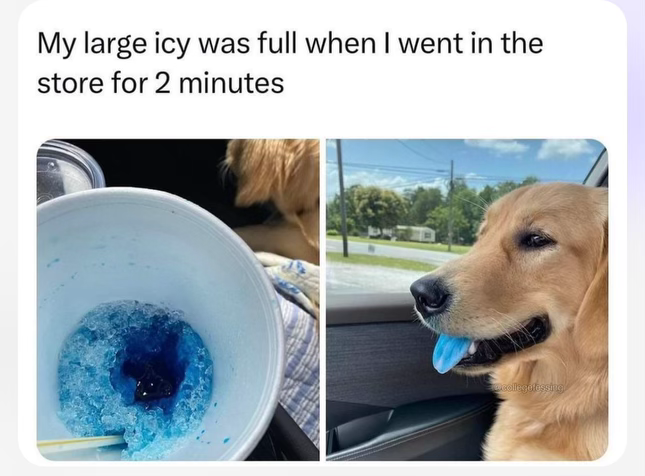 My large icy was full when I went in the
store for 2 minutes